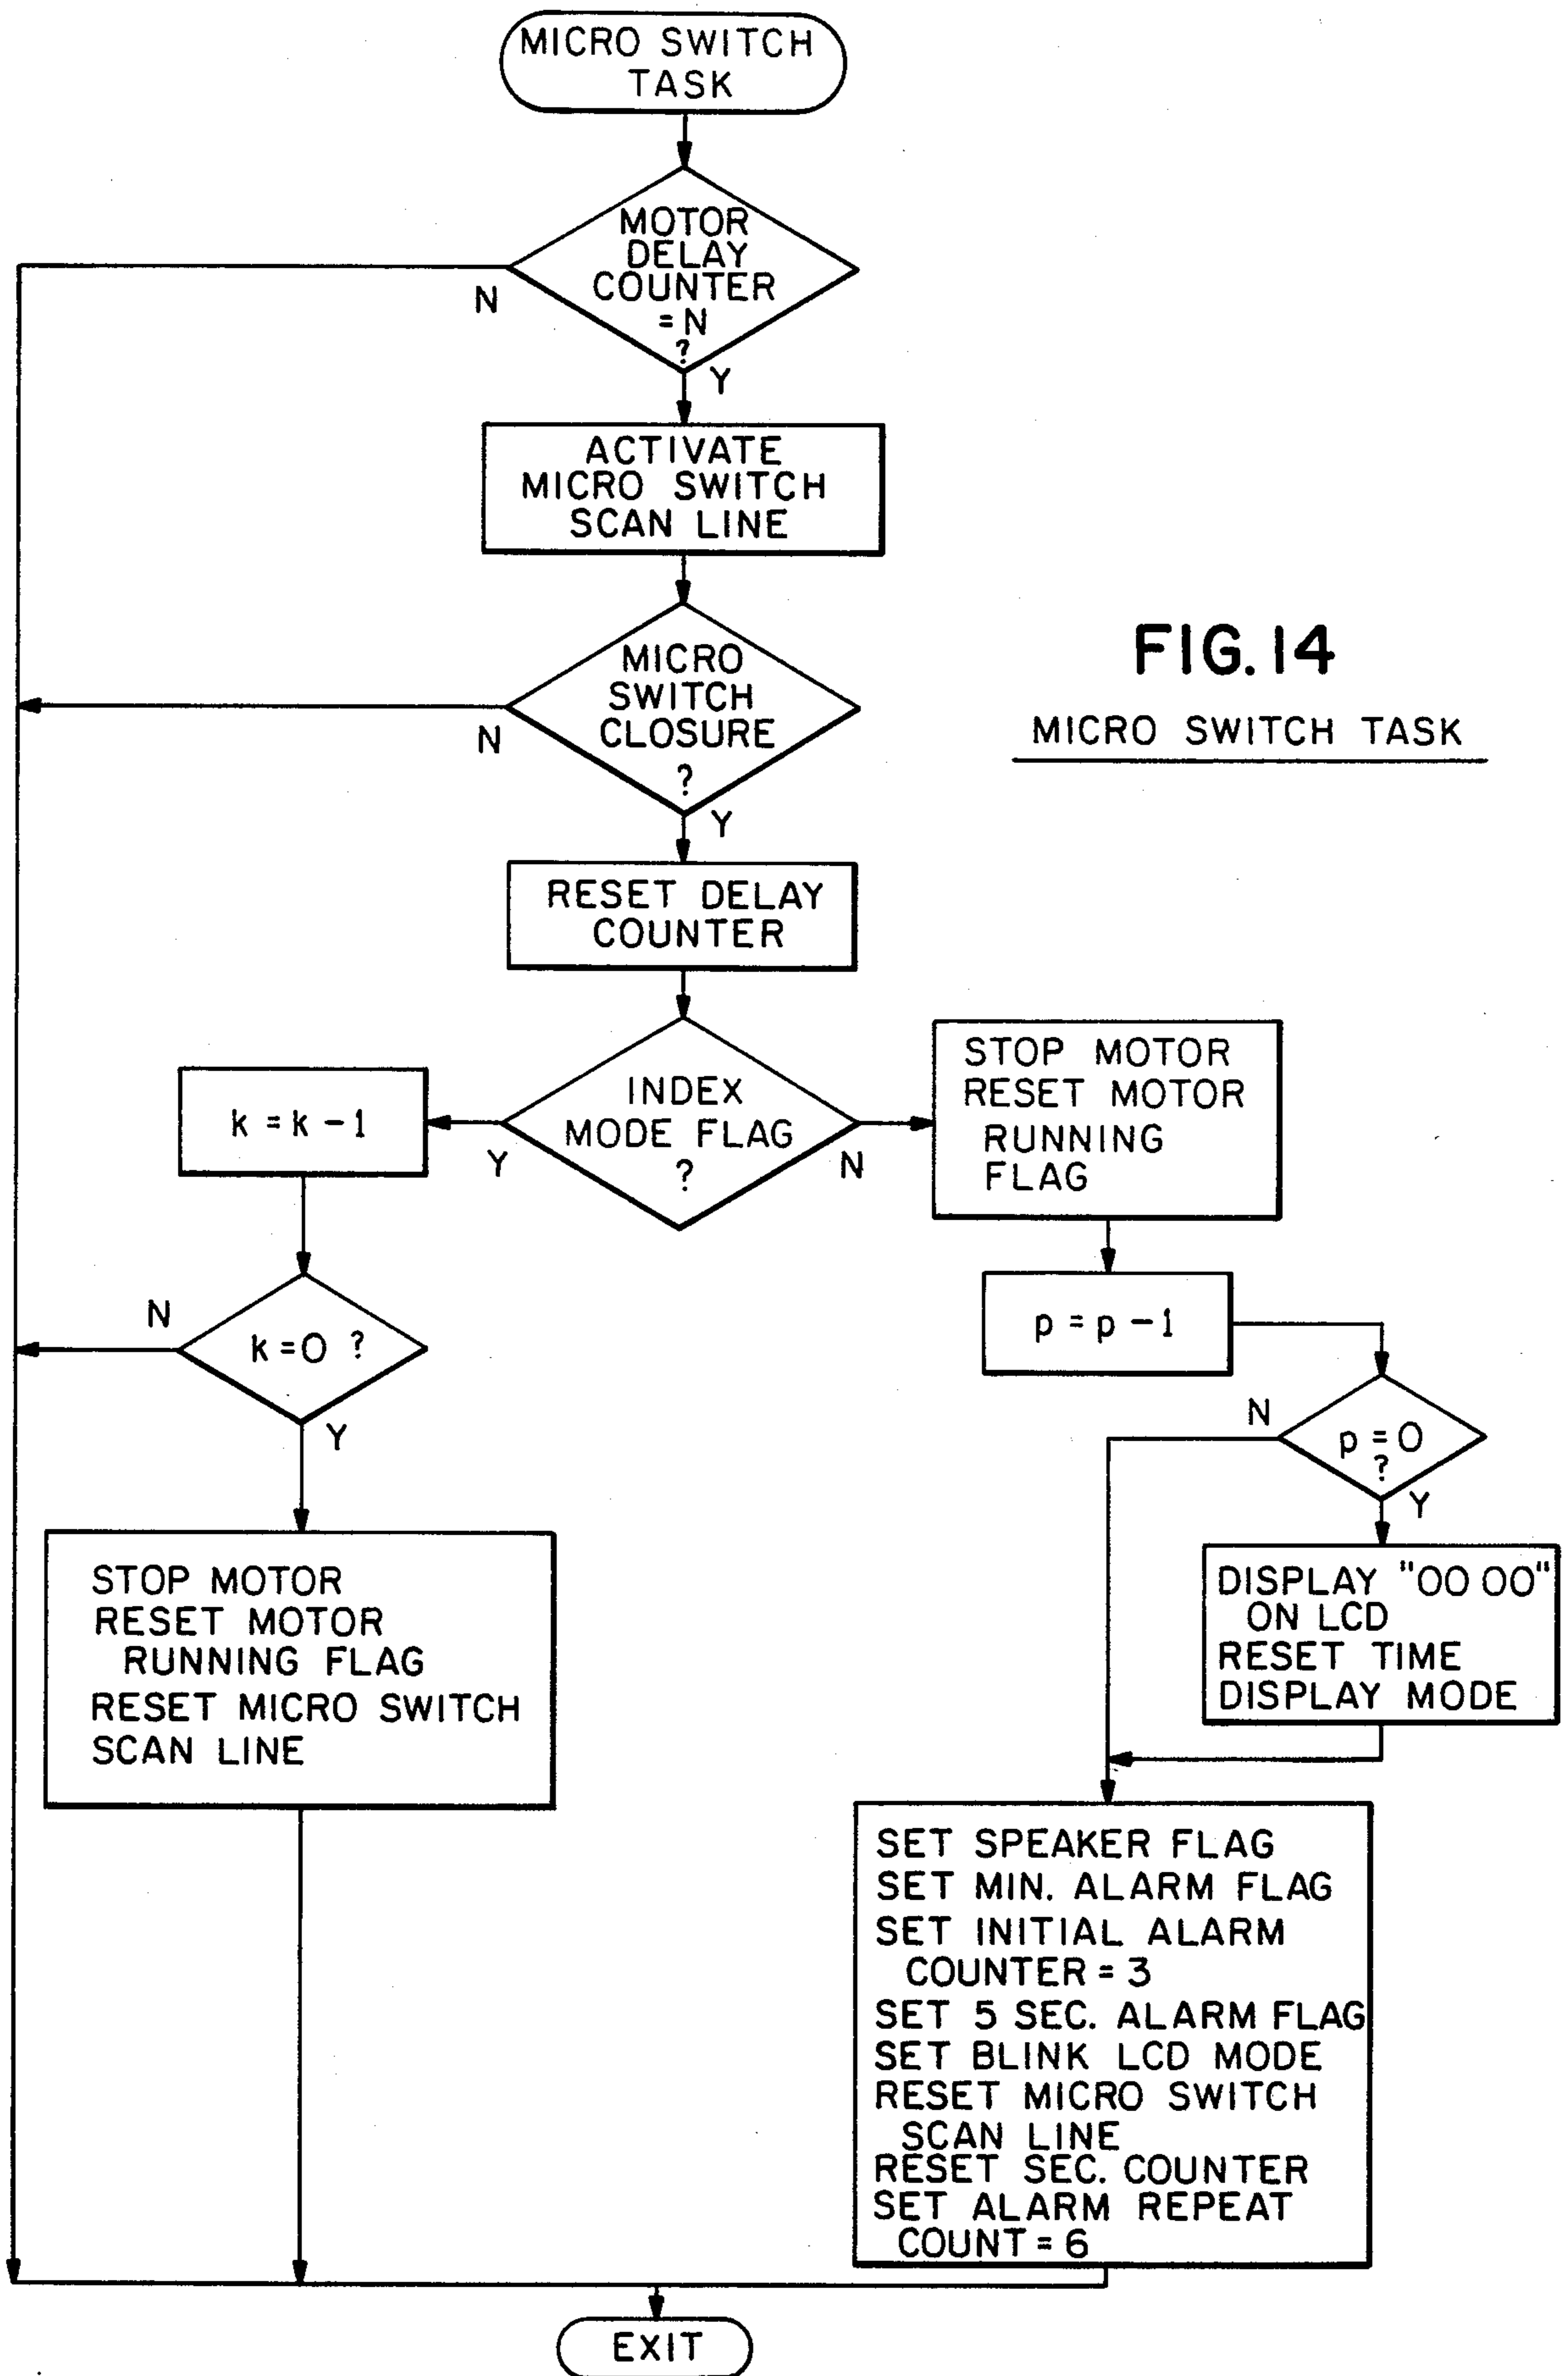 MICRO SWITCH
TASK
MOTOR
DELAY
COUNTER
= N
?
N
Y
ACTIVATE
MICRO SWITCH
SCAN LINE
MICRO
SWITCH
CLOSURE
?
N
Y
FIG. 14
MICRO SWITCH TASK
RESET DELAY
COUNTER
INDEX
MODE FLAG
?
Y
N
k = k - 1
k = 0 ?
N
Y
STOP MOTOR
RESET MOTOR
RUNNING FLAG
RESET MICRO SWITCH
SCAN LINE
STOP MOTOR
RESET MOTOR
RUNNING
FLAG
p = p - 1
p = 0
?
N
Y
DISPLAY "00 00"
ON LCD
RESET TIME
DISPLAY MODE
SET SPEAKER FLAG
SET MIN. ALARM FLAG
SET INITIAL ALARM
COUNTER = 3
SET 5 SEC. ALARM FLAG
SET BLINK LCD MODE
RESET MICRO SWITCH
SCAN LINE
RESET SEC. COUNTER
SET ALARM REPEAT
COUNT = 6
EXIT